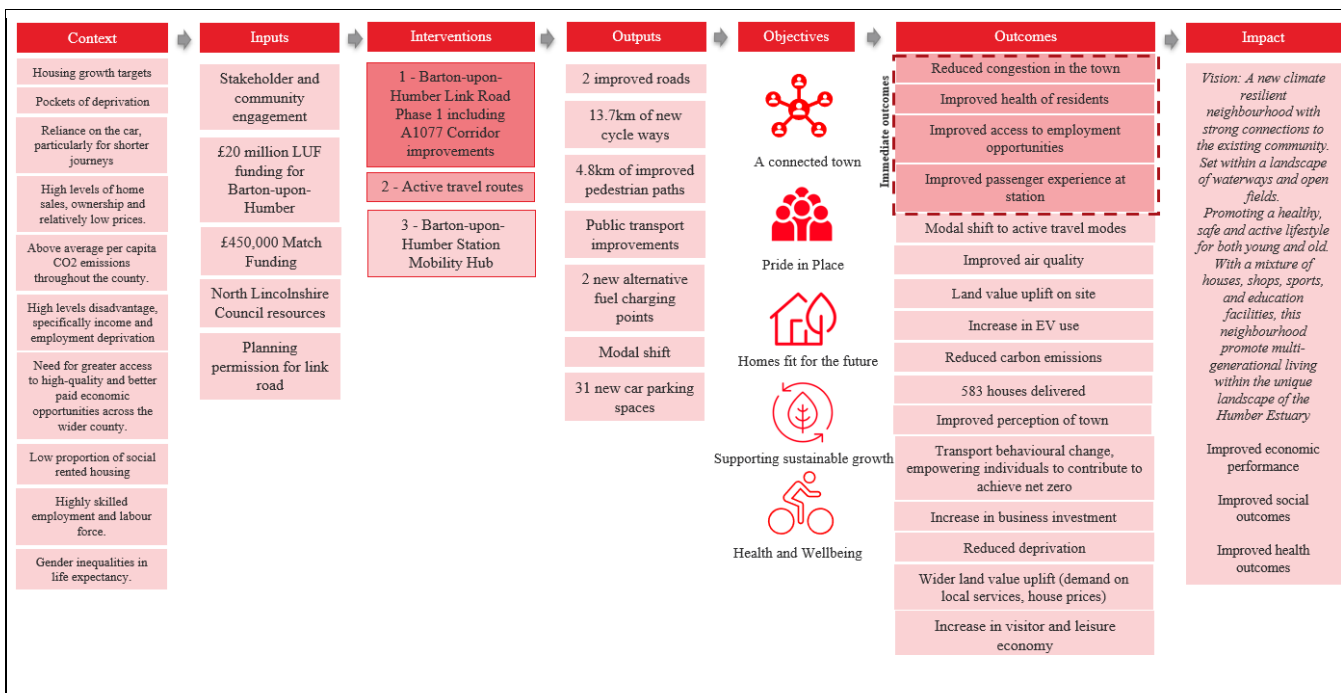 Context
Housing growth targets
Pockets of deprivation
Reliance on the car,
particularly for shorter
journeys
High levels of home
sales, ownership and
relatively low prices.
Above average per capita
CO2 emissions
throughout the county.
High levels disadvantage,
specifically income and
employment deprivation
Need for greater access
to high-quality and better
paid economic
opportunities across the
wider county.
Low proportion of social
rented housing
Highly skilled
employment and labour
force.
Gender inequalities in
life expectancy.
Inputs
Stakeholder and
community
engagement
£20 million LUF
funding for
Barton-upon-
Humber
£450,000 Match
Funding
North Lincolnshire
Council resources
Planning
permission for link
road
Interventions
1 - Barton-upon-
Humber Link Road
Phase 1 including
A1077 Corridor
improvements
2 - Active travel routes
3 - Barton-upon-
Humber Station
Mobility Hub
Outputs
2 improved roads
13.7km of new
cycle ways
4.8km of improved
pedestrian paths
Public transport
improvements
2 new alternative
fuel charging
points
Modal shift
31 new car parking
spaces
Objectives
A connected town
Pride in Place
Homes fit for the future
Supporting sustainable growth
Health and Wellbeing
Outcomes
Immediate outcomes
Reduced congestion in the town
Improved health of residents
Improved access to employment
opportunities
Improved passenger experience at
station
Modal shift to active travel modes
Improved air quality
Land value uplift on site
Increase in EV use
Reduced carbon emissions
583 houses delivered
Improved perception of town
Transport behavioural change,
empowering individuals to contribute to
achieve net zero
Increase in business investment
Reduced deprivation
Wider land value uplift (demand on
local services, house prices)
Increase in visitor and leisure
economy
Impact
Vision: A new climate
resilient
neighbourhood with
strong connections to
the existing community.
Set within a landscape
of waterways and open
fields.
Promoting a healthy,
safe and active lifestyle
for both young and old.
With a mixture of
houses, shops, sports,
and education
facilities, this
neighbourhood
promote multi-
generational living
within the unique
landscape of the
Humber Estuary
Improved economic
performance
Improved social
outcomes
Improved health
outcomes